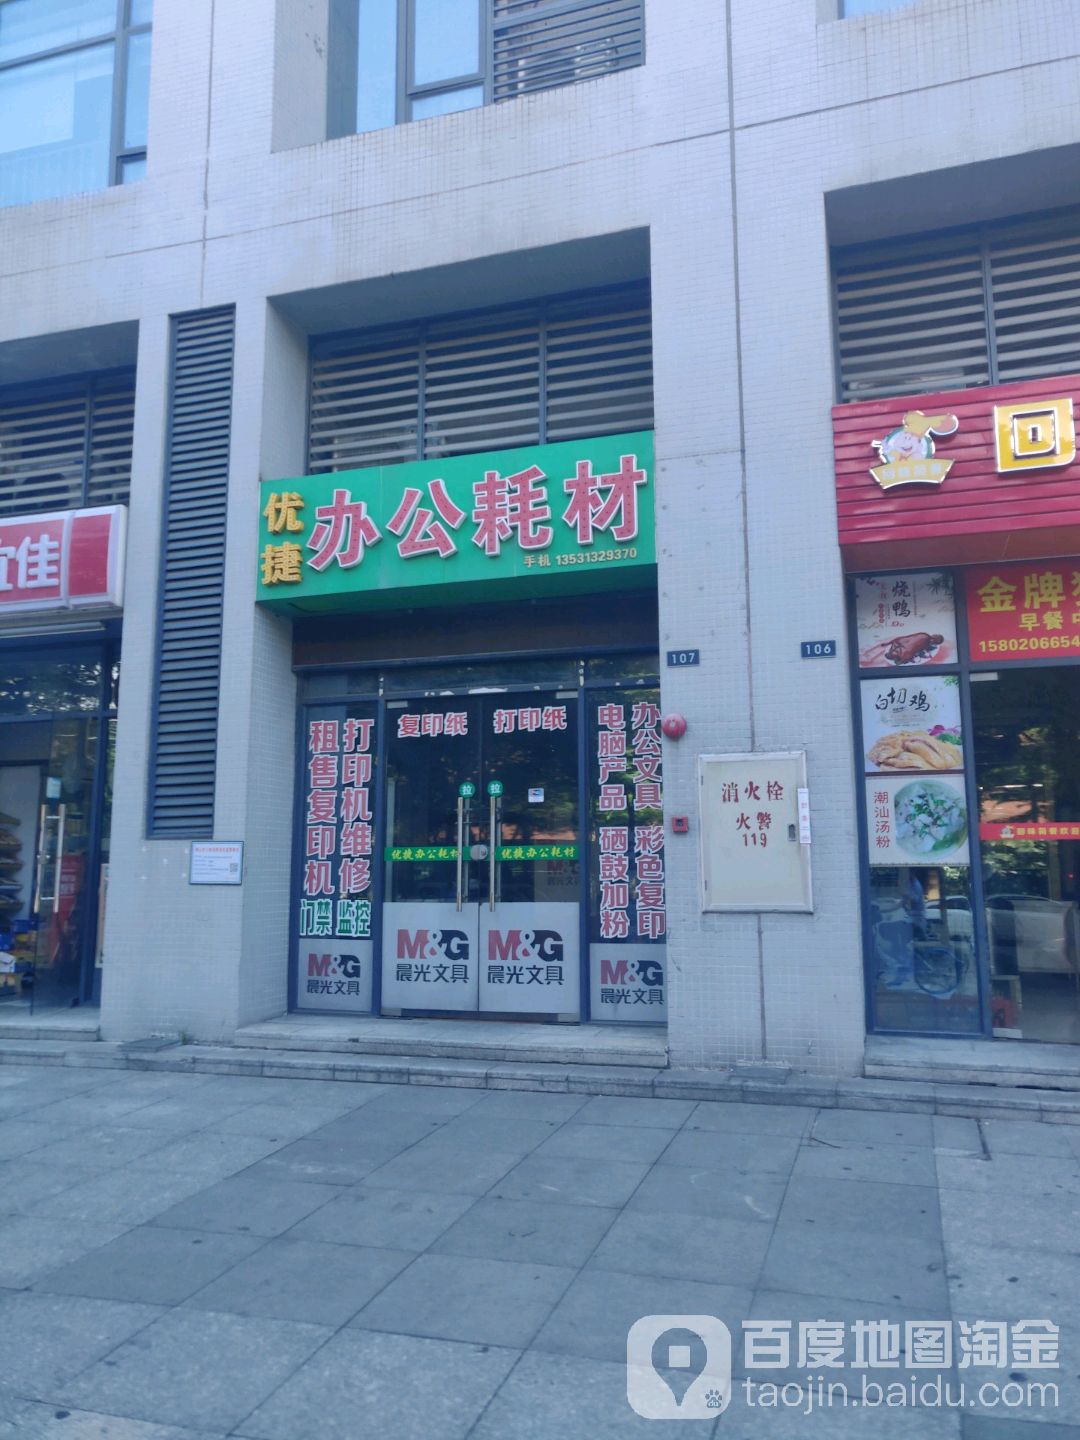 宜佳
优捷
办公耗材
手机 13531329370
回
金牌
早餐
1580206654
107
106
烧鸭
白切鸡
潮汕汤粉
租售复印机
打印机维修
门禁 监控
复印纸 打印纸
电脑产品 硒鼓加粉
办公文具 彩色复印
拉 拉
优捷办公耗材 优捷办公耗材
M&G
晨光文具
M&G
晨光文具
M&G
晨光文具
M&G
晨光文具
消火栓
火警
119
百度地图淘金
taojin.baidu.com